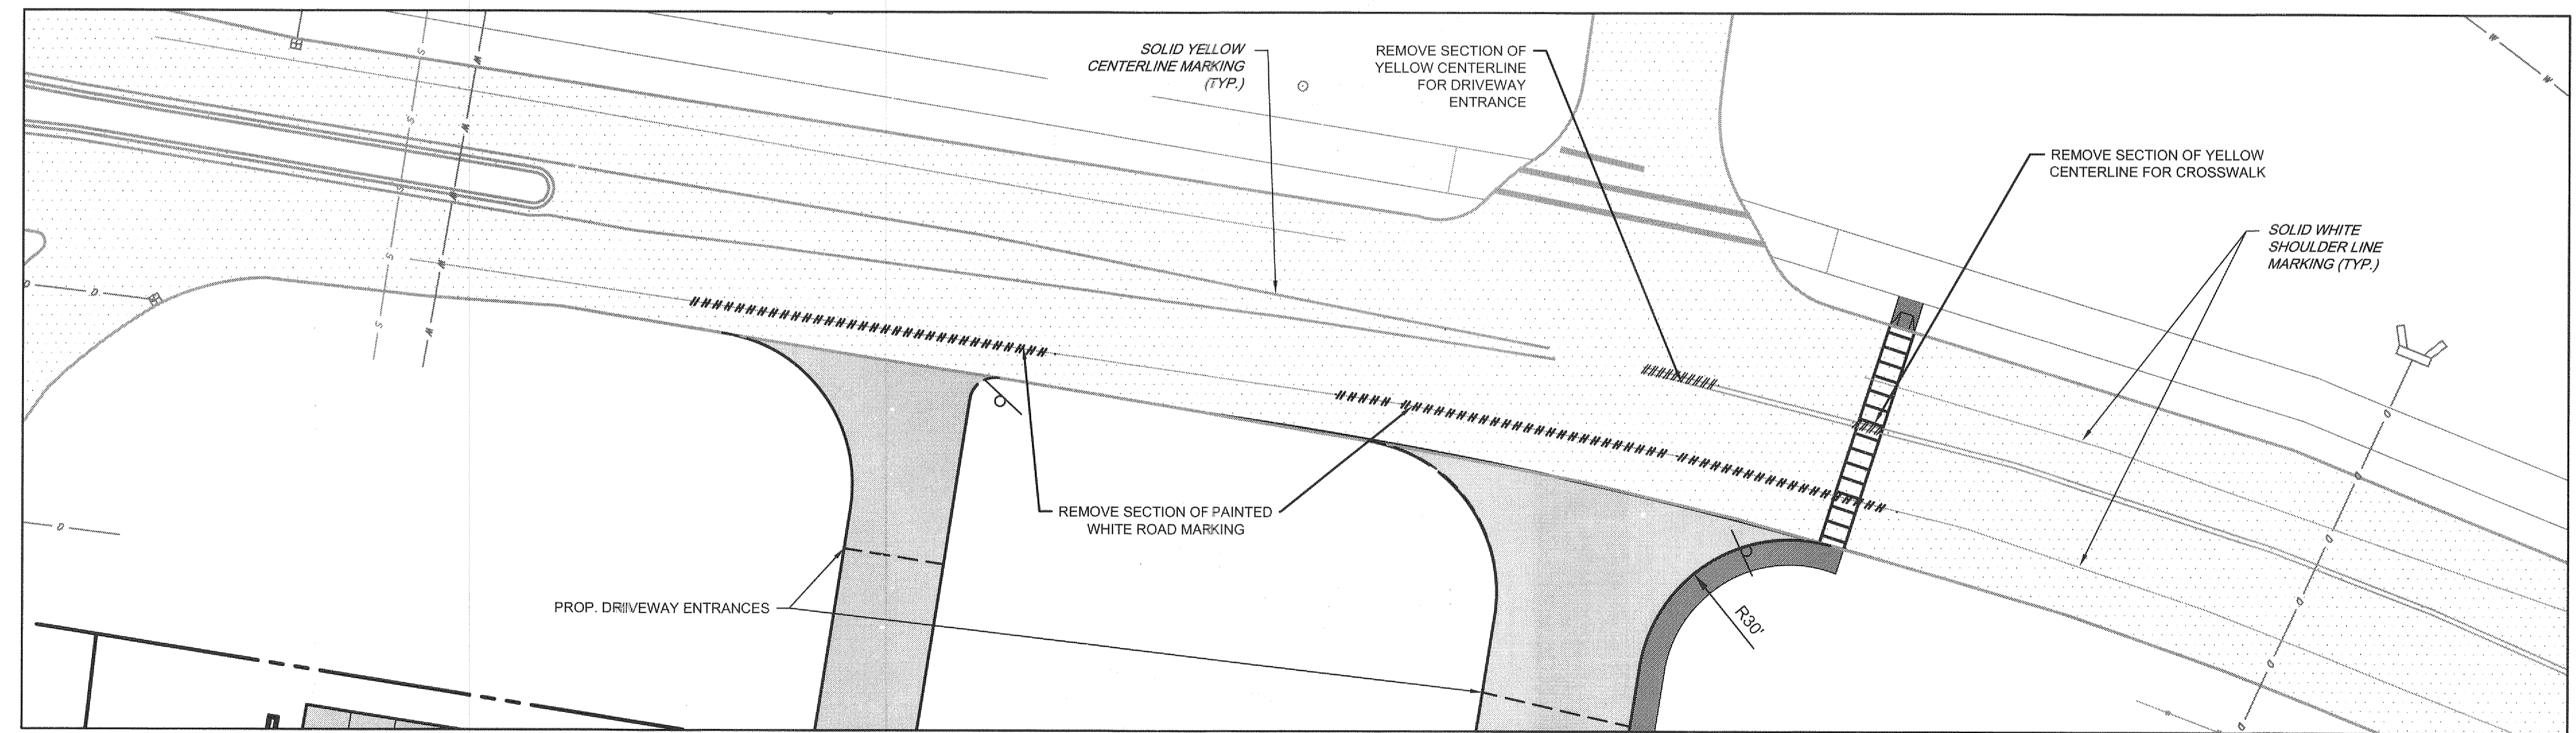 SOLID YELLOW
CENTERLINE MARKING
(TYP.)
REMOVE SECTION OF
YELLOW CENTERLINE
FOR DRIVEWAY
ENTRANCE
REMOVE SECTION OF YELLOW
CENTERLINE FOR CROSSWALK
SOLID WHITE
SHOULDER LINE
MARKING (TYP.)
REMOVE SECTION OF PAINTED
WHITE ROAD MARKING
PROP. DRIVEWAY ENTRANCES
R30'
S
S
S
S
S
W
W
W
W
W
W
W
D
D
D
D
D
D
D
D
D